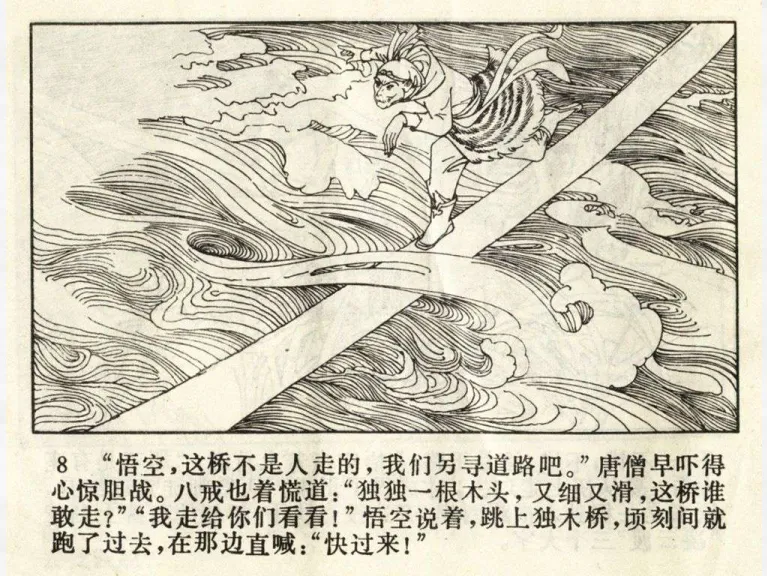 8 “悟空，这桥不是人走的，我们另寻道路吧。”唐僧早吓得
心惊胆战。八戒也着慌道：“独独一根木头，又细又滑，这桥谁
敢走？”“我走给你们看看！”悟空说着，跳上独木桥，顷刻间就
跑了过去，在那边直喊：“快过来！”